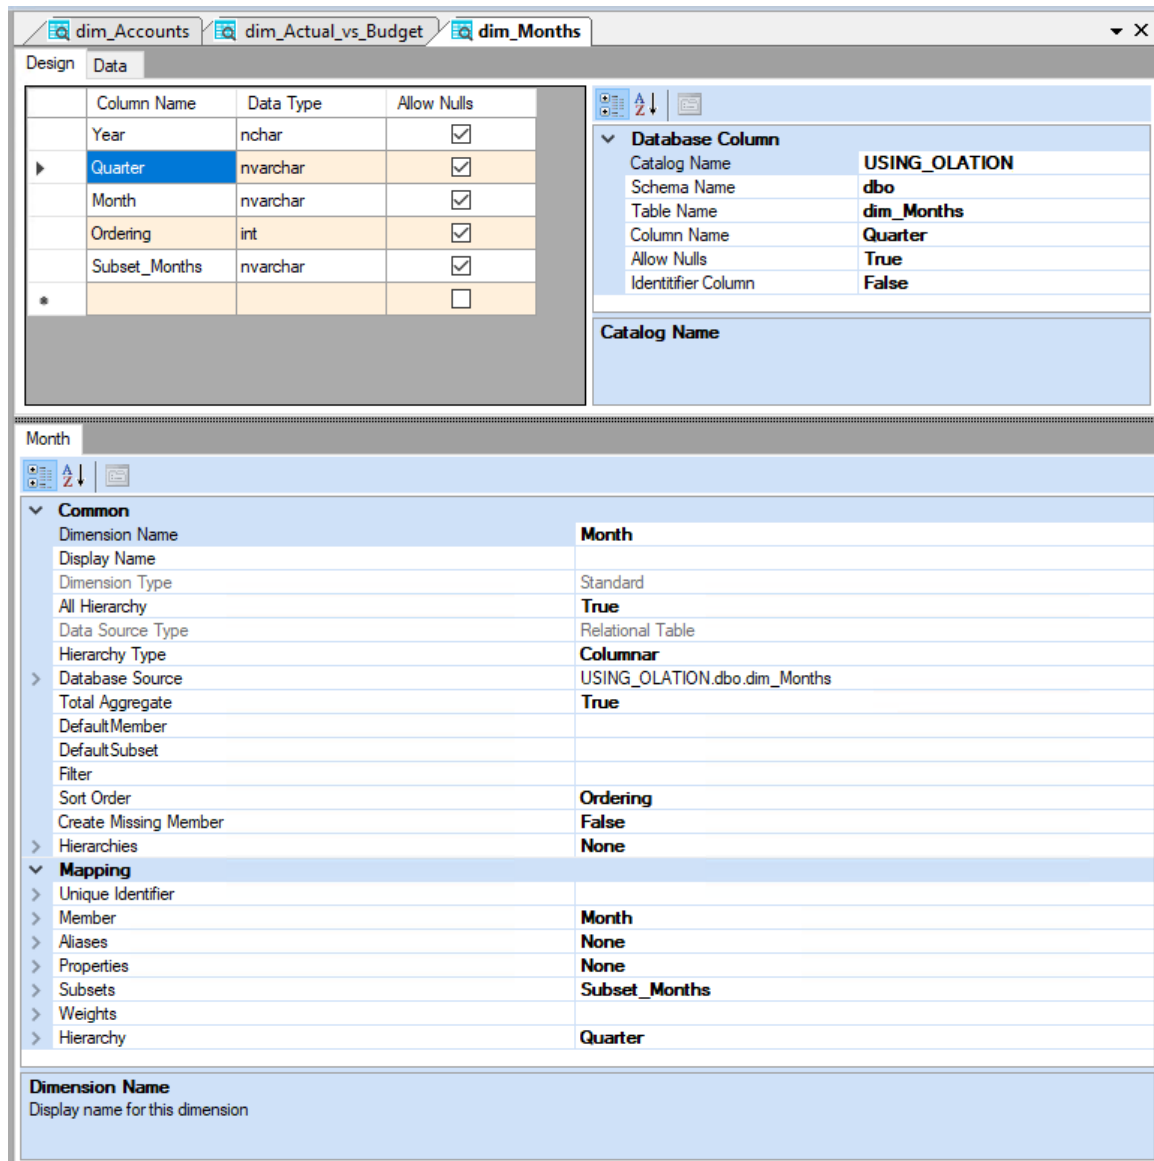 dim_Accounts dim_Actual_vs_Budget dim_Months
Design Data
Column Name Data Type Allow Nulls
Year nchar
Quarter nvarchar
Month nvarchar
Ordering int
Subset_Months nvarchar
Database Column
Catalog Name USING_OLATION
Schema Name dbo
Table Name dim_Months
Column Name Quarter
Allow Nulls True
Identitifier Column False
Catalog Name
Month
Common
Dimension Name Month
Display Name
Dimension Type Standard
All Hierarchy True
Data Source Type Relational Table
Hierarchy Type Columnar
Database Source USING_OLATION.dbo.dim_Months
Total Aggregate True
DefaultMember
DefaultSubset
Filter
Sort Order Ordering
Create Missing Member False
Hierarchies None
Mapping
Unique Identifier
Member Month
Aliases None
Properties None
Subsets Subset_Months
Weights
Hierarchy Quarter
Dimension Name
Display name for this dimension